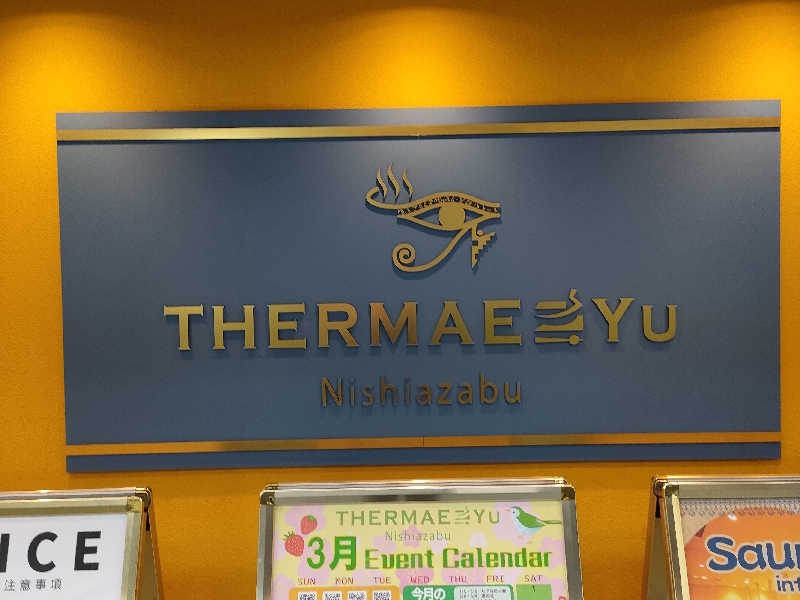 THERMAE YU
Nishiazabu
ICE
注意事項
THERMAE YU
Nishiazabu
3月 Event Calendar
SUN MON TUE WED THU FRI SAT
今月の
Sau
int